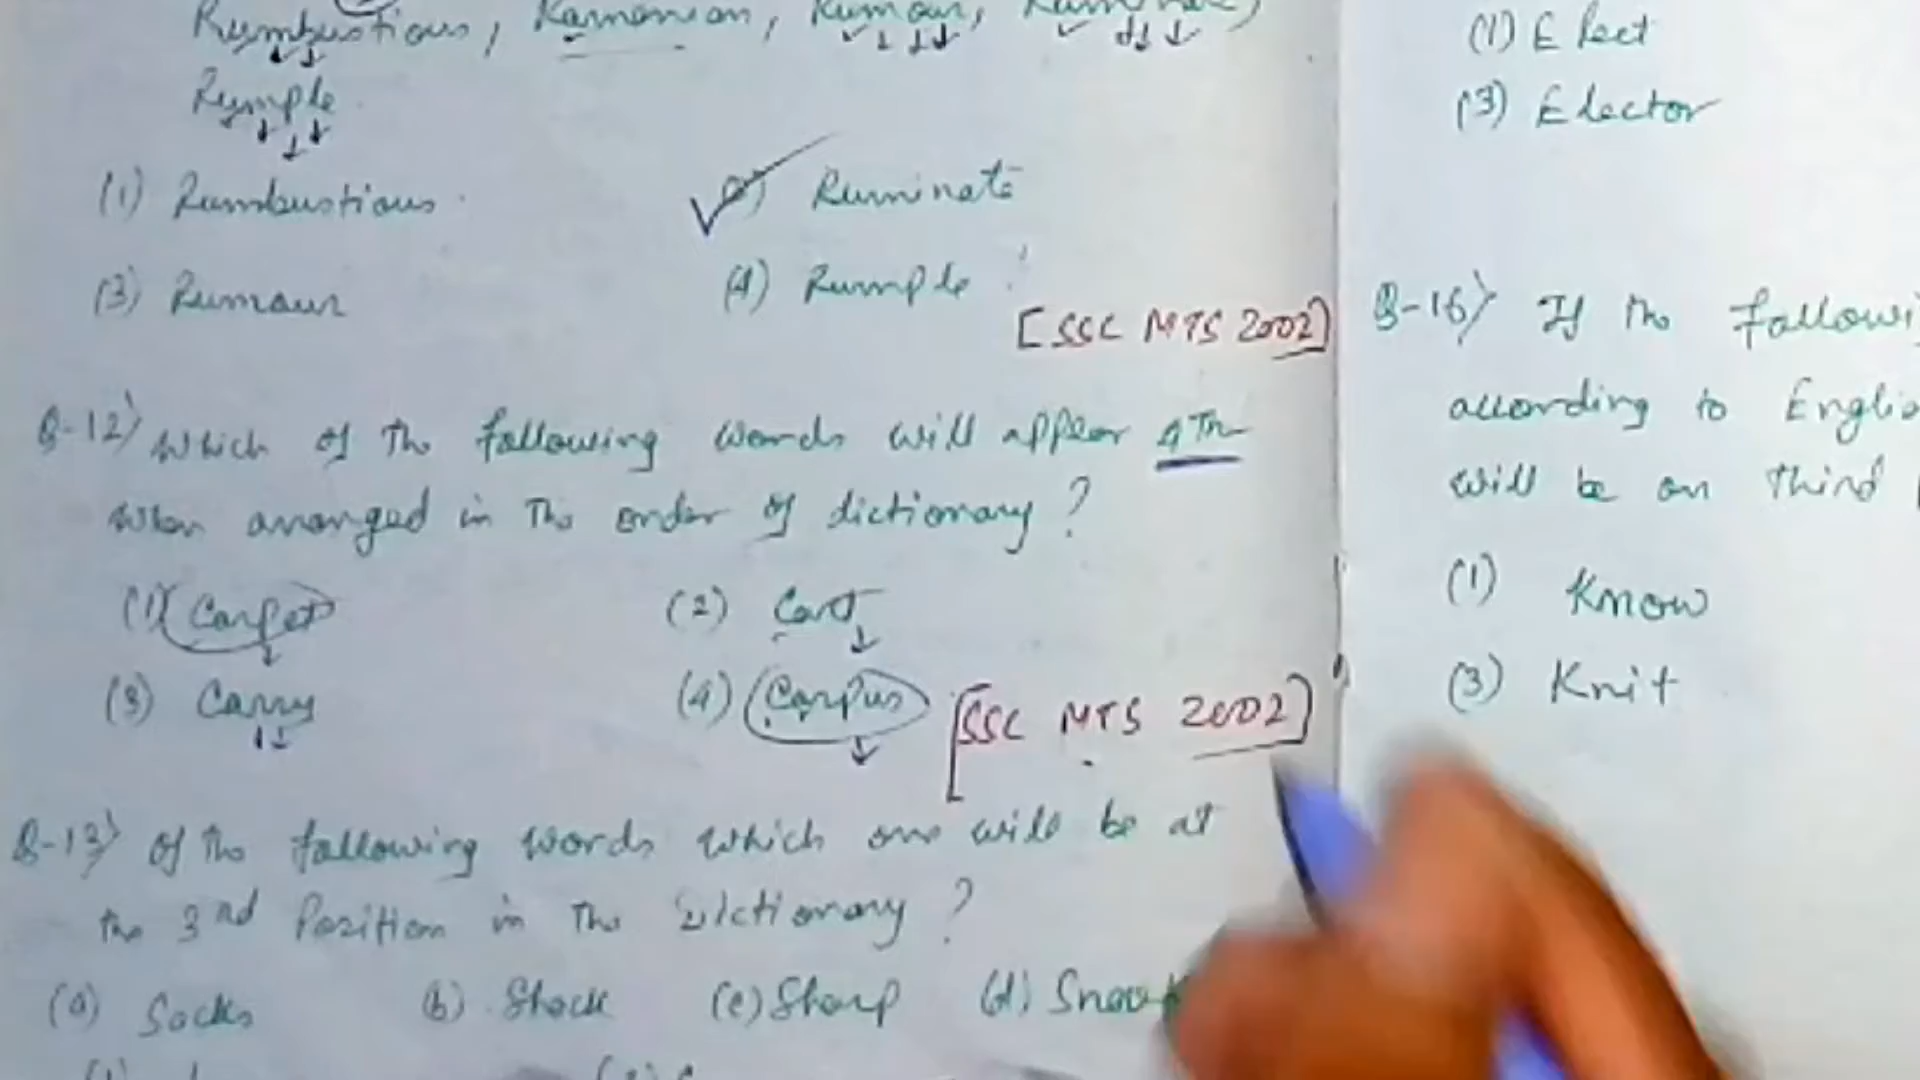 Rumbustious, Ramanian, Rumour, Ruminate,
Rumple
(1) Rumbustious
(2) Ruminate
(3) Rumour
(4) Rumple
[SSC MTS 2002]
Q-12) Which of the following words will appear 4th
when arranged in the order of dictionary?
(1) Carpet
(2) Cart
(3) Carry
(4) Carpus
[SSC MTS 2002]
Q-13) Of the following words which one will be at
the 3nd Position in the dictionary?
(a) Socks
(b) Shock
(c) Sharp
(d)
(1) Elect
(3) Elector
Q-16) If the
according to
will be on third
(1) Know
(3) Knit